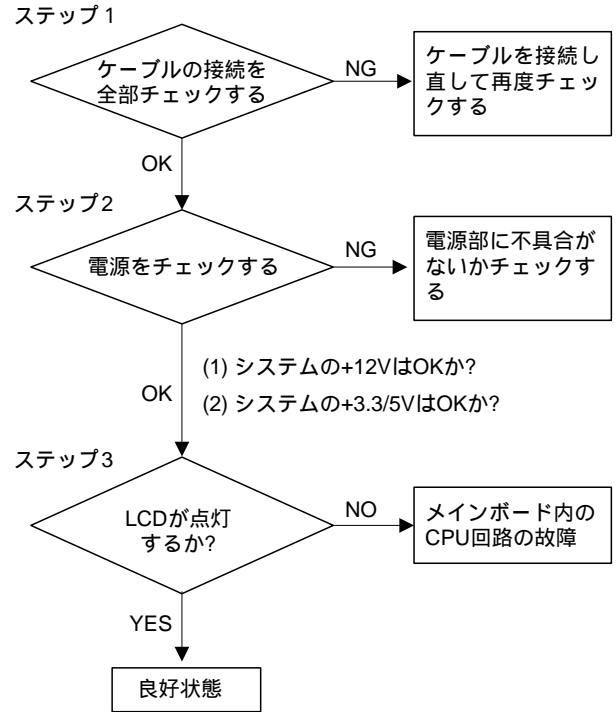 ステップ1
ケーブルの接続を
全部チェックする
NG
ケーブルを接続し
直して再度チェッ
クする
OK
ステップ2
電源をチェックする
NG
電源部に不具合が
ないかチェックす
る
OK
(1) システムの+12VはOKか?
(2) システムの+3.3/5VはOKか?
ステップ3
LCDが点灯
するか?
NO
メインボード内の
CPU回路の故障
YES
良好状態